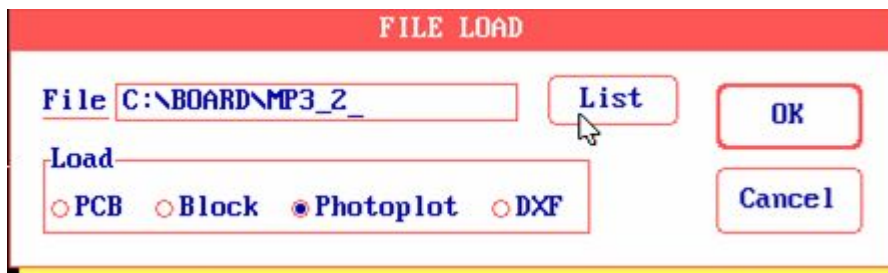 FILE LOAD
File C:\BOARD\MP3_2_ List
OK
Load
PCB Block Photoplot DXF
Cancel